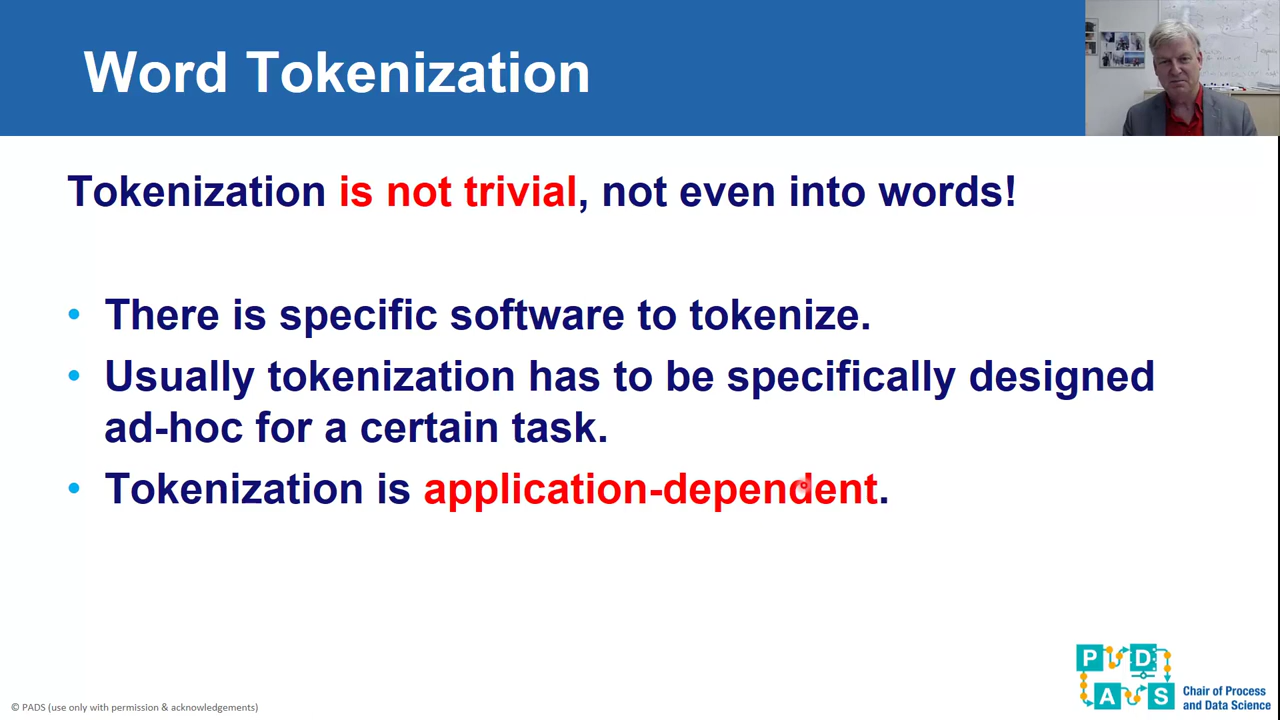 Word Tokenization
Tokenization is not trivial, not even into words!
• There is specific software to tokenize.
• Usually tokenization has to be specifically designed
ad-hoc for a certain task.
• Tokenization is application-dependent.
P D
A S
Chair of Process
and Data Science
© PADS (use only with permission & acknowledgements)